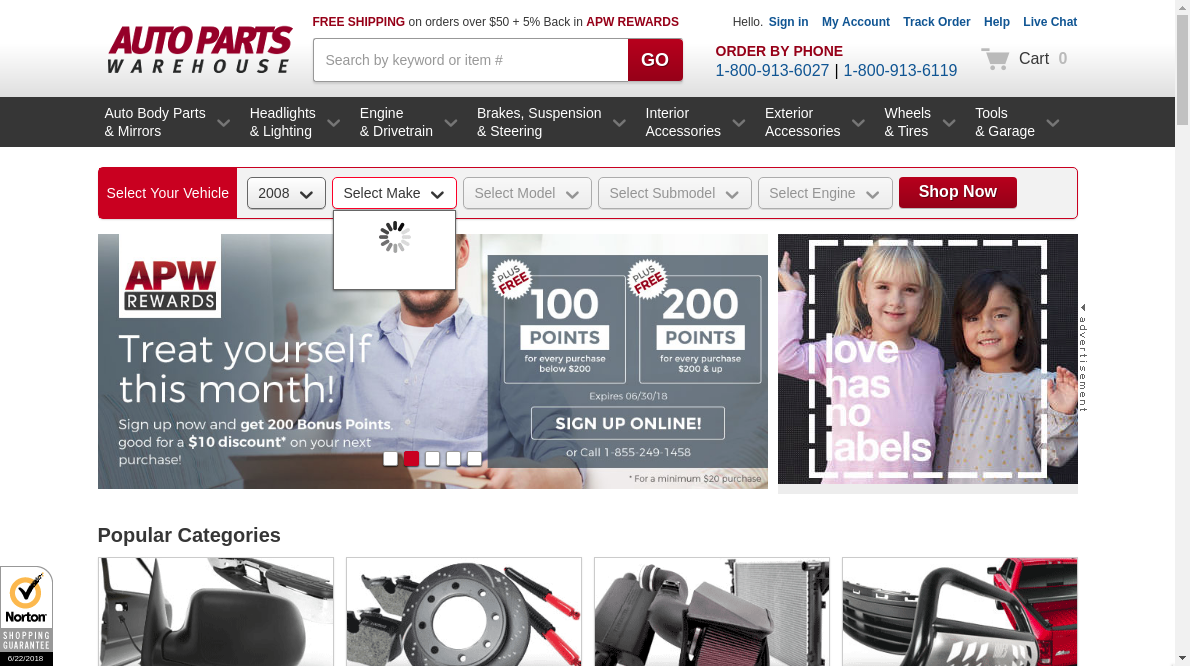 FREE SHIPPING on orders over $50 + 5% Back in APW REWARDS
Hello. Sign in My Account Track Order Help Live Chat
AUTO PARTS
WAREHOUSE
Search by keyword or item #
GO
ORDER BY PHONE
1-800-913-6027 | 1-800-913-6119
Cart 0
Auto Body Parts
& Mirrors
Headlights
& Lighting
Engine
& Drivetrain
Brakes, Suspension
& Steering
Interior
Accessories
Exterior
Accessories
Wheels
& Tires
Tools
& Garage
Select Your Vehicle
2008
Select Make
Select Model
Select Submodel
Select Engine
Shop Now
APW
REWARDS
Treat yourself
this month!
Sign up now and get 200 Bonus Points,
good for a $10 discount* on your next
purchase!
PLUS
FREE
100
POINTS
for every purchase
below $200
PLUS
FREE
200
POINTS
for every purchase
$200 & up
Expires 06/30/18
SIGN UP ONLINE!
or Call 1-855-249-1458
* For a minimum $20 purchase
love
has
no
labels
advertisement
Popular Categories
Norton
SHOPPING
GUARANTEE
6/22/2018